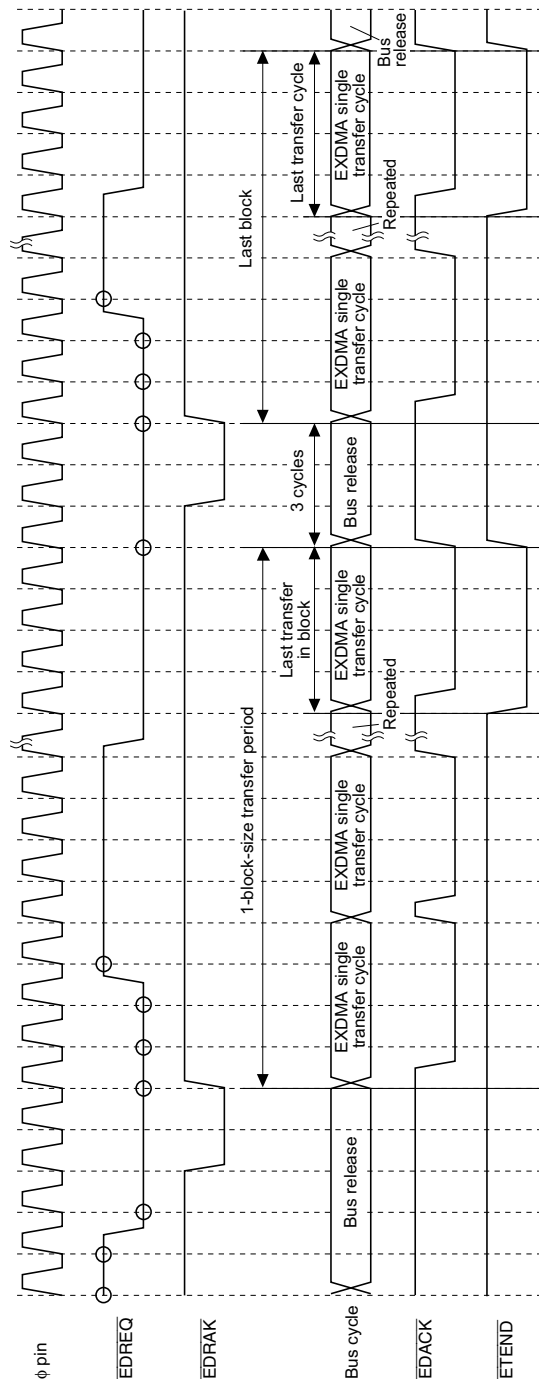 φ pin
EDREQ
EDRAK
1-block-size transfer period
Last transfer
in block
3 cycles
Last block
Last transfer cycle
Bus cycle
Bus release
EXDMA single
transfer cycle
EXDMA single
transfer cycle
Repeated
EXDMA single
transfer cycle
Bus release
EXDMA single
transfer cycle
Repeated
EXDMA single
transfer cycle
Bus
release
EDACK
ETEND